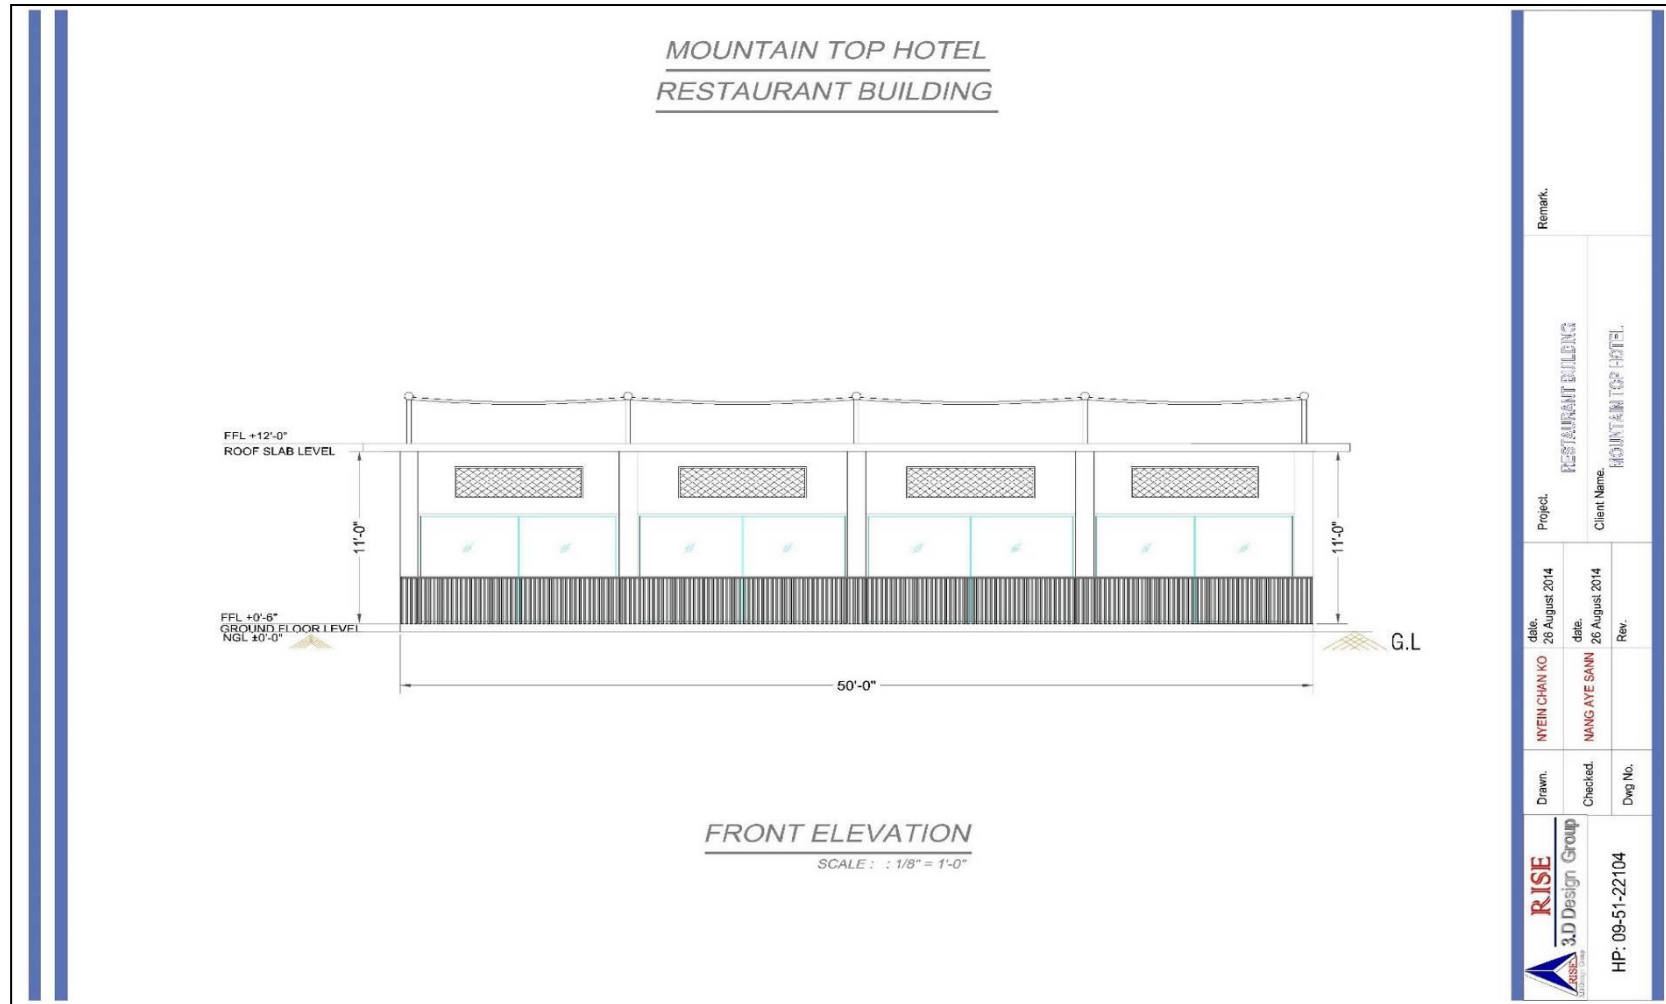 MOUNTAIN TOP HOTEL
RESTAURANT BUILDING
FFL +12'-0"
ROOF SLAB LEVEL
11'-0"
11'-0"
FFL +0'-6"
GROUND FLOOR LEVEL
NGL ±0'-0"
G.L
50'-0"
FRONT ELEVATION
SCALE : : 1/8" = 1'-0"
Remark.
Project.
RESTAURANT BUILDING
Client Name.
MOUNTAIN TOP HOTEL
date.
26 August 2014
date.
26 August 2014
Rev.
NYEIN CHAN KO
NANG AYE SANN
Drawn.
Checked.
Dwg No.
RISE
3.D Design Group
RISE
HP: 09-51-22104